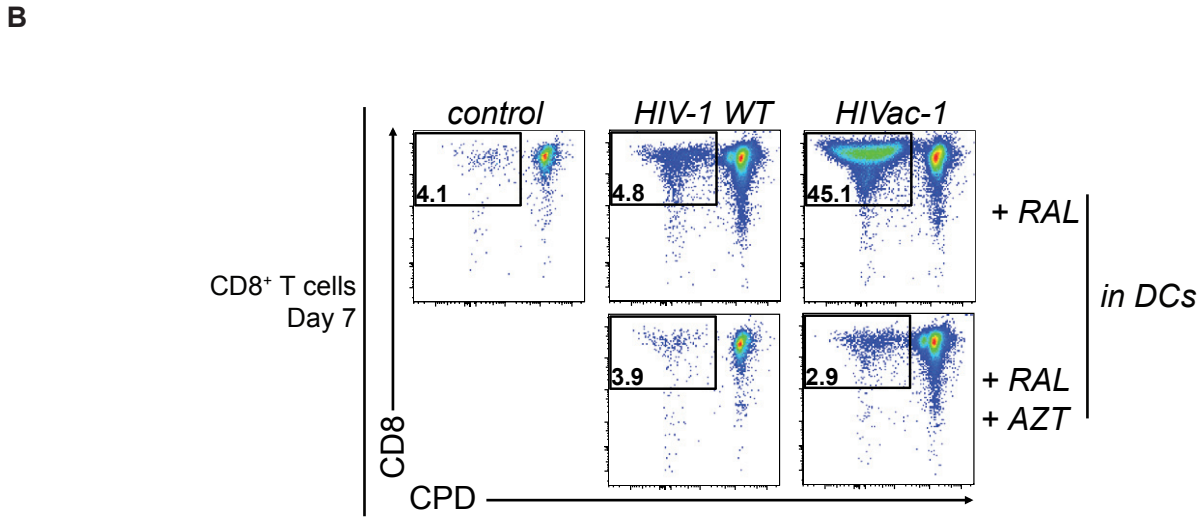 B
control
HIV-1 WT
HIVac-1
4.1
4.8
45.1
+ RAL
CD8⁺ T cells
Day 7
in DCs
3.9
2.9
+ RAL
+ AZT
CD8
CPD